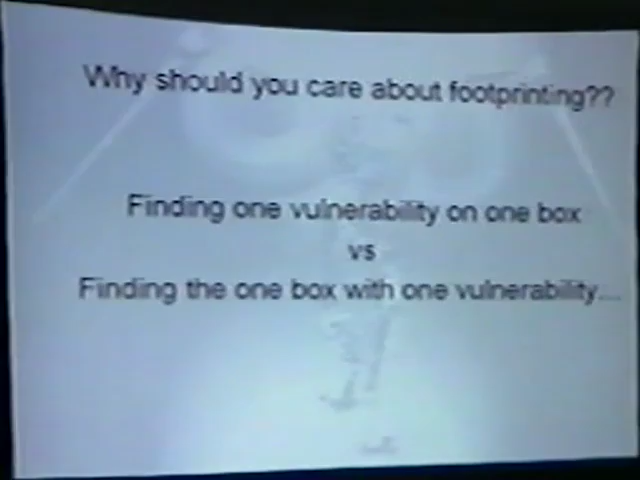 Why should you care about footprinting??
Finding one vulnerability on one box
vs
Finding the one box with one vulnerability...